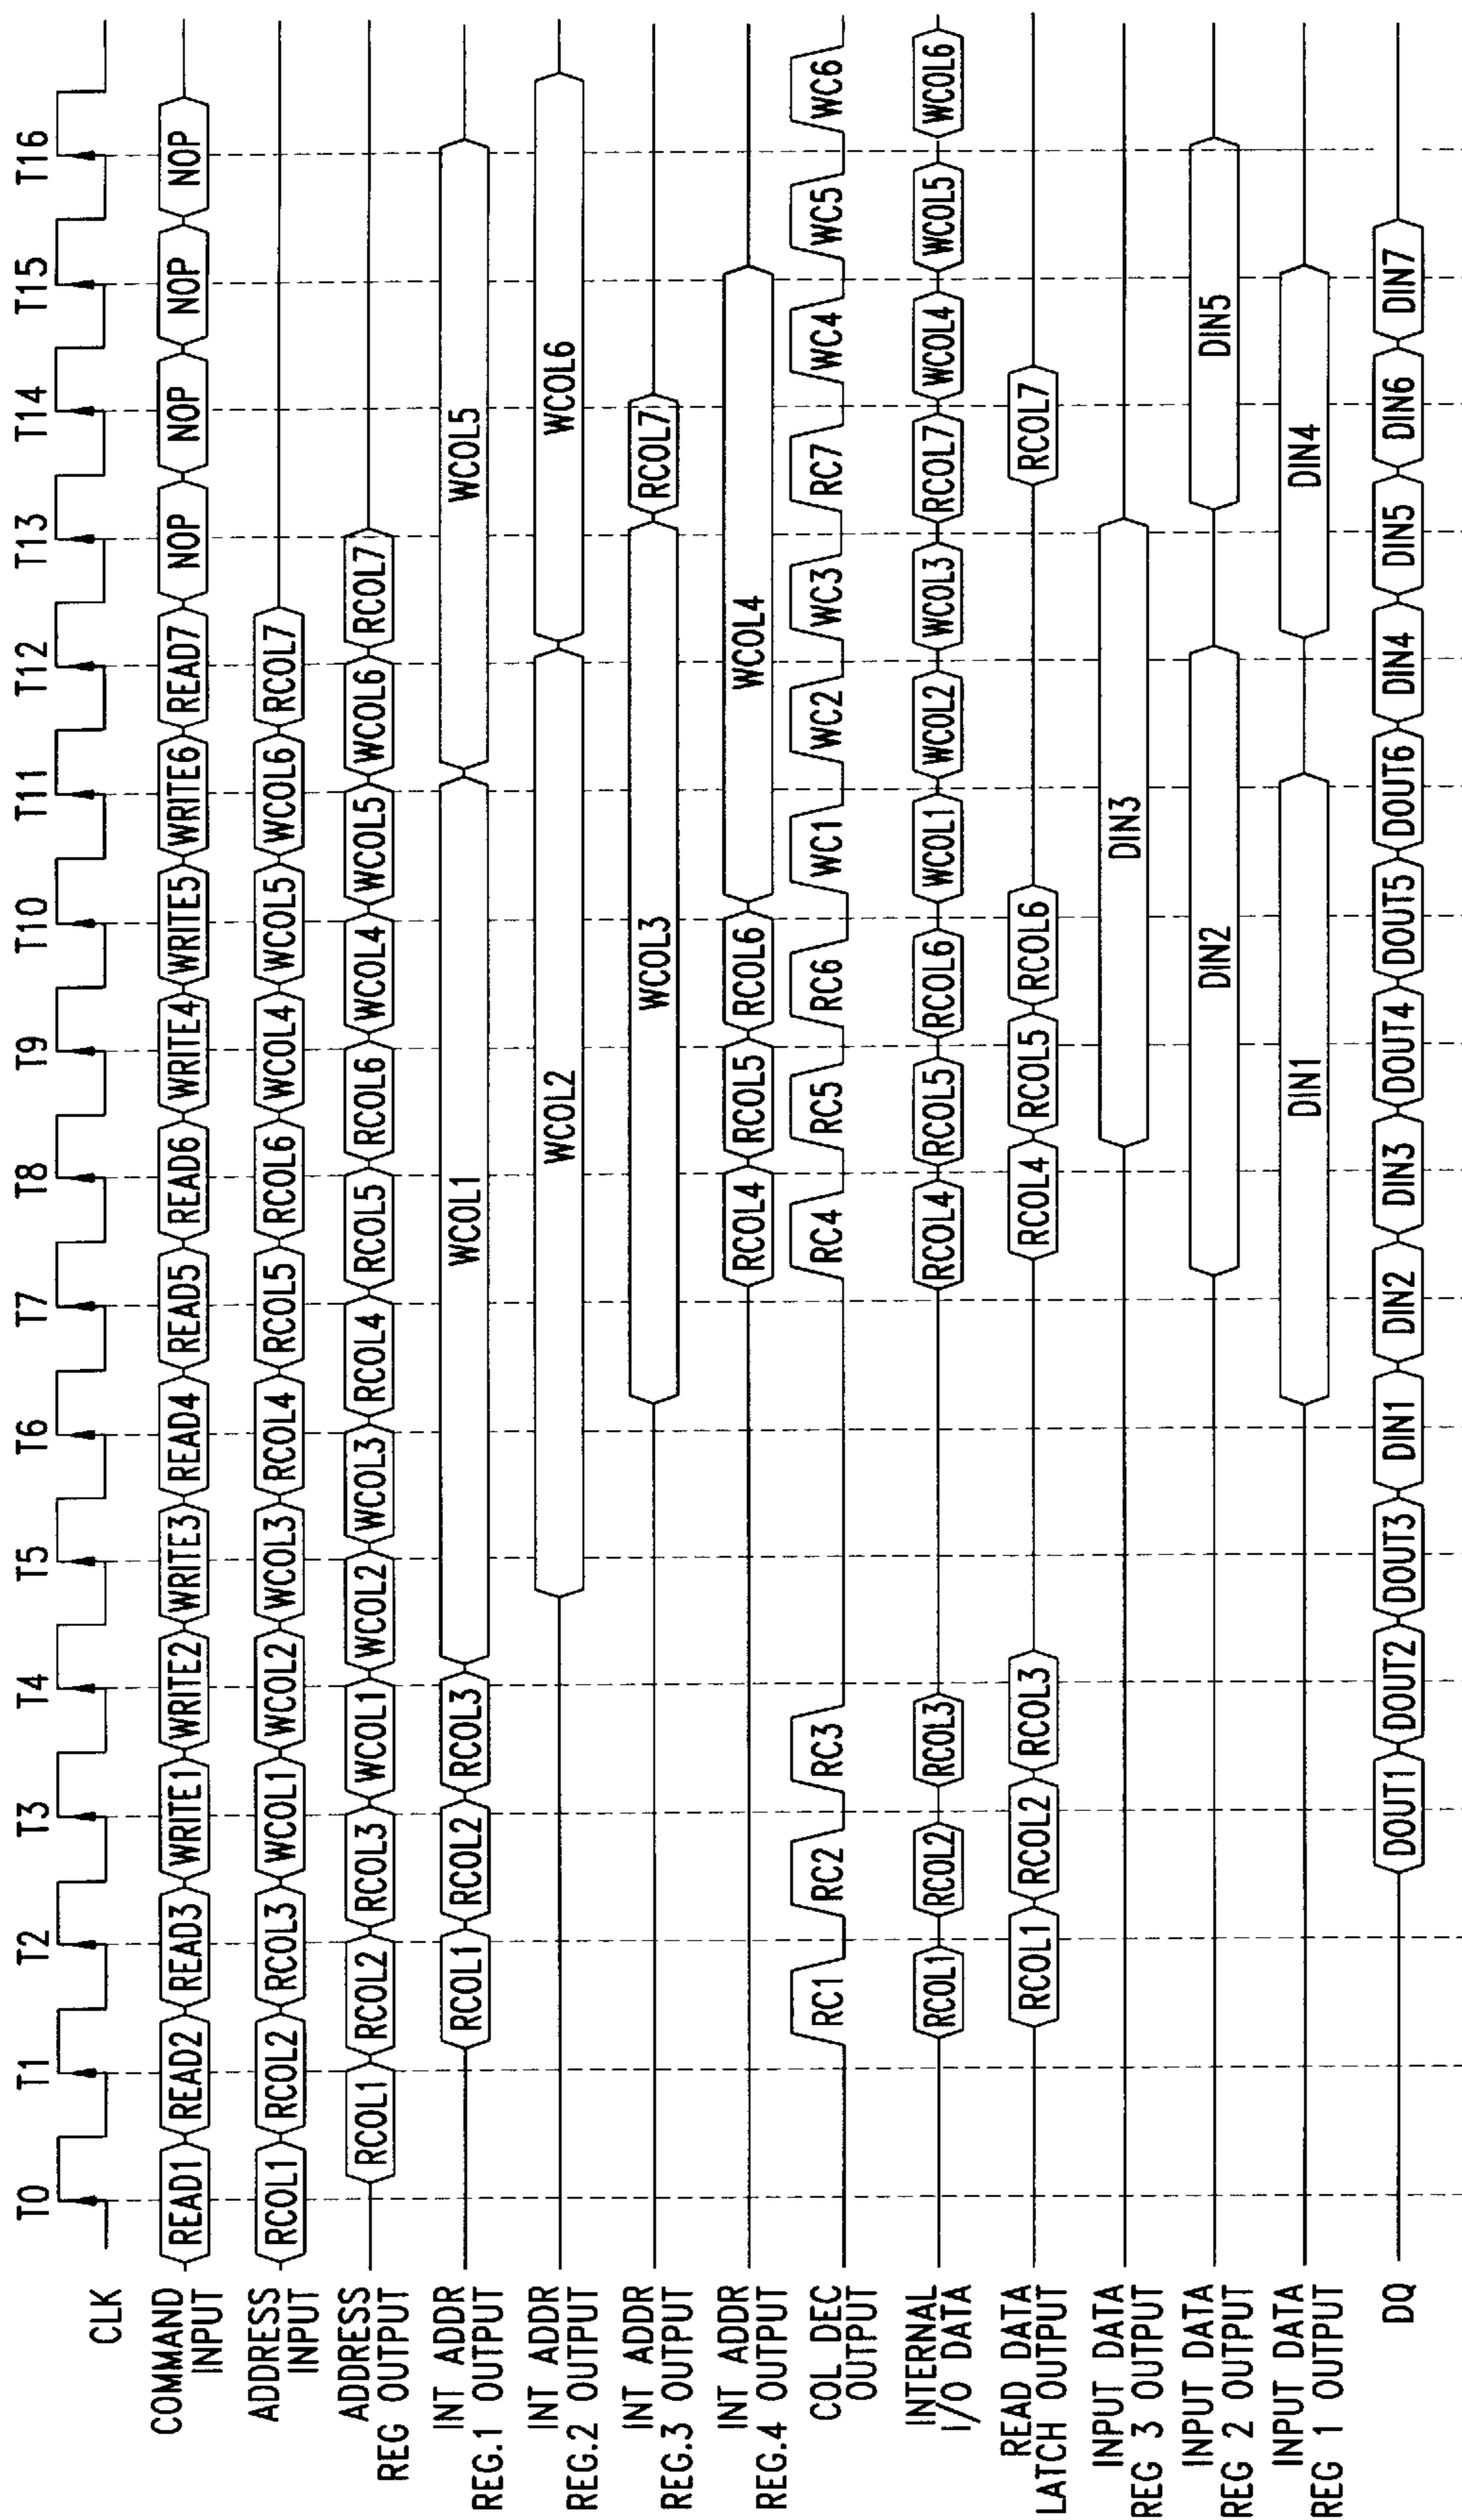 T0 T1 T2 T3 T4 T5 T6 T7 T8 T9 T10 T11 T12 T13 T14 T15 T16
CLK
COMMAND
INPUT
READ1 READ2 READ3 WRITE1 WRITE2 WRITE3 READ4 READ5 READ6 WRITE4 WRITE5 WRITE6 READ7 NOP NOP NOP NOP
ADDRESS
INPUT
RCOL1 RCOL2 RCOL3 WCOL1 WCOL2 WCOL3 RCOL4 RCOL5 RCOL6 WCOL4 WCOL5 WCOL6 RCOL7
ADDRESS
REG OUTPUT
RCOL1 RCOL2 RCOL3 WCOL1 WCOL2 WCOL3 RCOL4 RCOL5 RCOL6 WCOL4 WCOL5 WCOL6 RCOL7
INT ADDR
REG.1 OUTPUT
RCOL1 RCOL2 RCOL3 WCOL1 WCOL5
INT ADDR
REG.2 OUTPUT
WCOL2 WCOL6
INT ADDR
REG.3 OUTPUT
WCOL3 RCOL7
INT ADDR
REG.4 OUTPUT
RCOL4 RCOL5 RCOL6 WCOL4
COL DEC
OUTPUT
RC1 RC2 RC3 RC4 RC5 RC6 WC1 WC2 WC3 RC7 WC4 WC5 WC6
INTERNAL
I/O DATA
RCOL1 RCOL2 RCOL3 RCOL4 RCOL5 RCOL6 WCOL1 WCOL2 WCOL3 RCOL7 WCOL4 WCOL5 WCOL6
READ DATA
LATCH OUTPUT
RCOL1 RCOL2 RCOL3 RCOL4 RCOL5 RCOL6 RCOL7
INPUT DATA
REG 3 OUTPUT
DIN3
INPUT DATA
REG 2 OUTPUT
DIN2 DIN5
INPUT DATA
REG 1 OUTPUT
DIN1 DIN4
DQ
DOUT1 DOUT2 DOUT3 DIN1 DIN2 DIN3 DOUT4 DOUT5 DOUT6 DIN4 DIN5 DIN6 DIN7